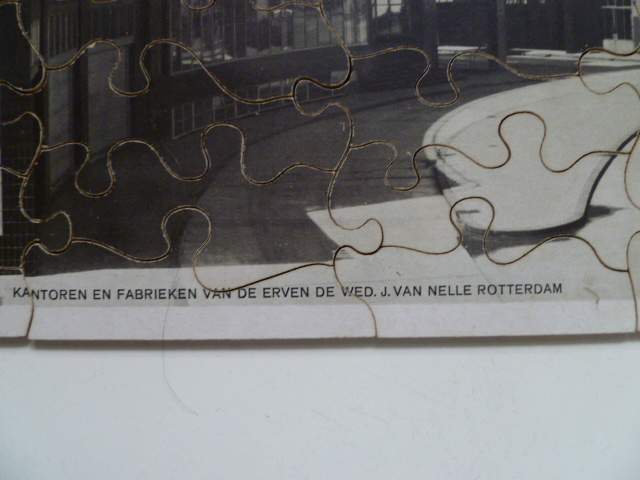 KANTOREN EN FABRIEKEN VAN DE ERVEN DE WED. J. VAN NELLE ROTTERDAM